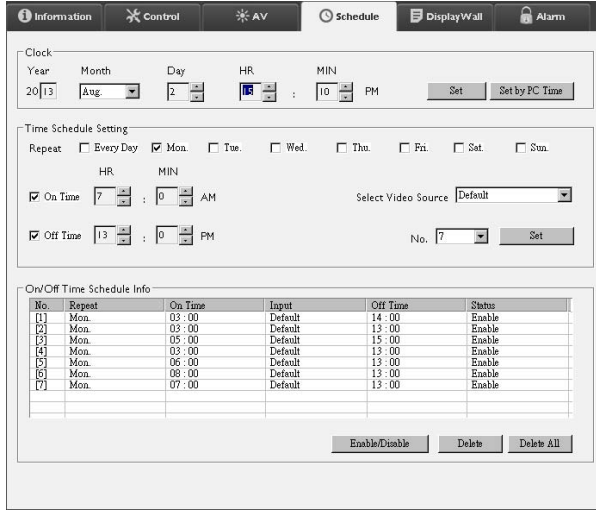 Information Control AV Schedule DisplayWall Alarm
Clock
Year Month Day HR MIN
20 13 Aug. 2 15 : 10 PM Set Set by PC Time
Time Schedule Setting
Repeat Every Day Mon. Tue. Wed. Thu. Fri. Sat. Sun.
HR MIN
On Time 7 : 0 AM Select Video Source Default
Off Time 13 : 0 PM No. 7 Set
On/Off Time Schedule Info
No. Repeat On Time Input Off Time Status
[1] Mon. 03 : 00 Default 14 : 00 Enable
[2] Mon. 03 : 00 Default 13 : 00 Enable
[3] Mon. 05 : 00 Default 15 : 00 Enable
[4] Mon. 03 : 00 Default 13 : 00 Enable
[5] Mon. 06 : 00 Default 13 : 00 Enable
[6] Mon. 08 : 00 Default 13 : 00 Enable
[7] Mon. 07 : 00 Default 13 : 00 Enable
Enable/Disable Delete Delete All